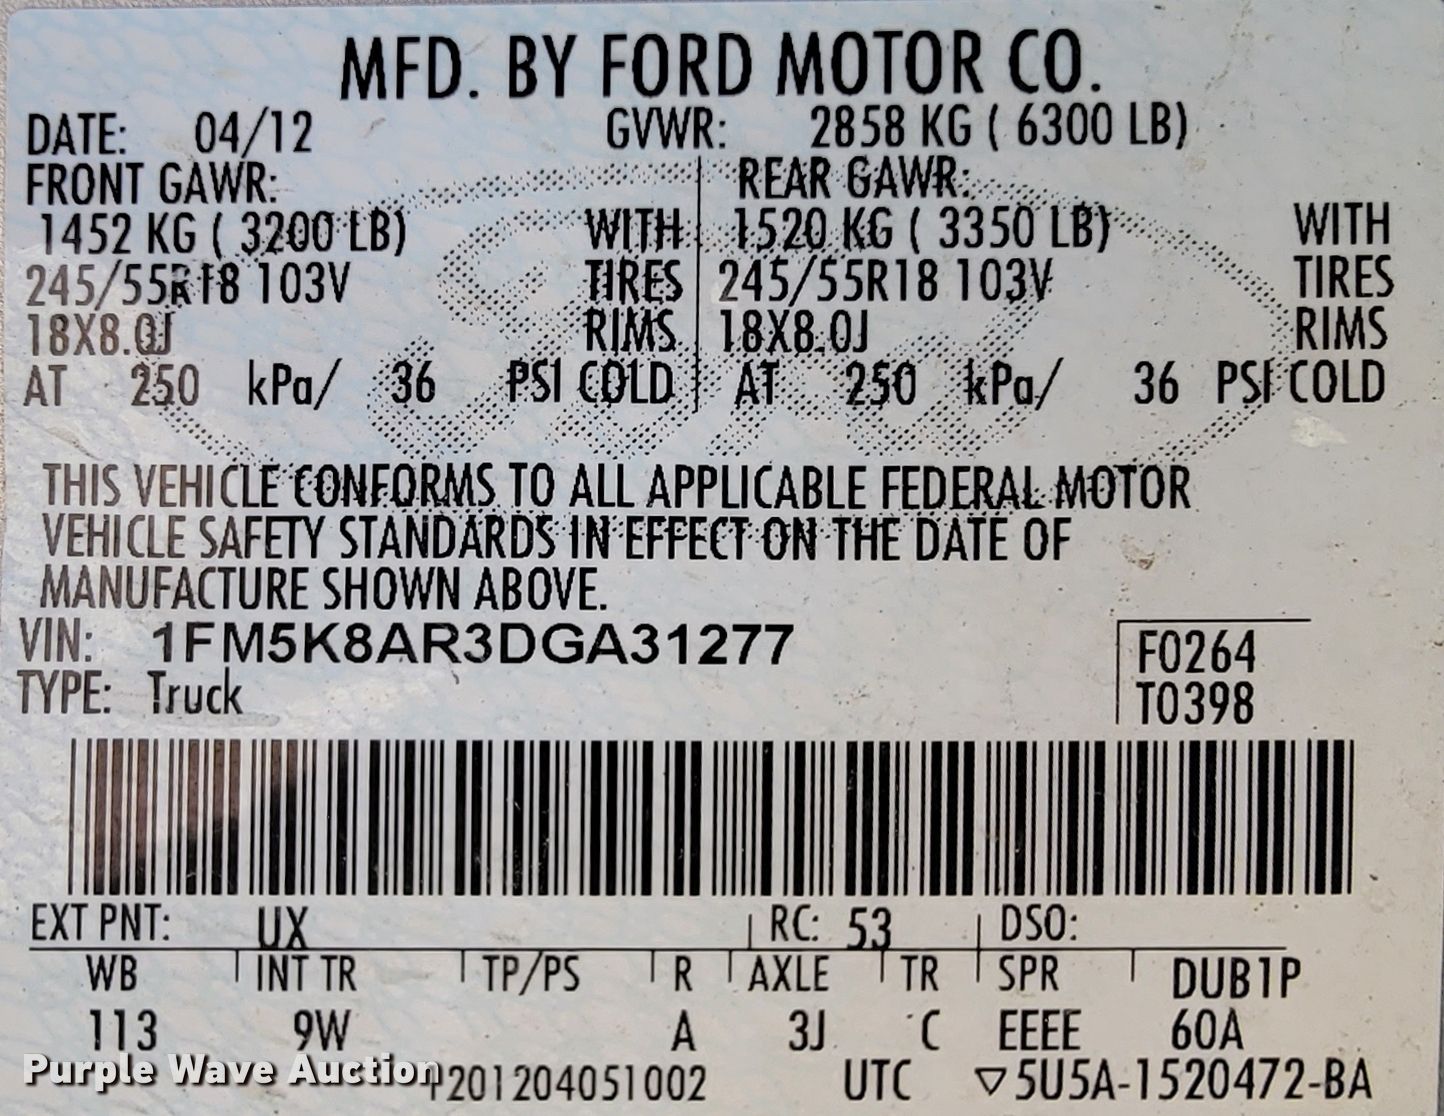 MFD. BY FORD MOTOR CO.
DATE: 04/12 GVWR: 2858 KG ( 6300 LB)
FRONT GAWR: REAR GAWR:
1452 KG ( 3200 LB) WITH 1520 KG ( 3350 LB) WITH
245/55R18 103V TIRES 245/55R18 103V TIRES
18X8.0J RIMS 18X8.0J RIMS
AT 250 kPa/ 36 PSI COLD AT 250 kPa/ 36 PSI COLD
THIS VEHICLE CONFORMS TO ALL APPLICABLE FEDERAL MOTOR
VEHICLE SAFETY STANDARDS IN EFFECT ON THE DATE OF
MANUFACTURE SHOWN ABOVE.
VIN: 1FM5K8AR3DGA31277 F0264
TYPE: Truck T0398
EXT PNT: UX RC: 53 DSO:
WB INT TR TP/PS R AXLE TR SPR DUB1P
113 9W A 3J C EEEE 60A
Purple Wave Auction 1201204051002 UTC ▽5U5A-1520472-BA